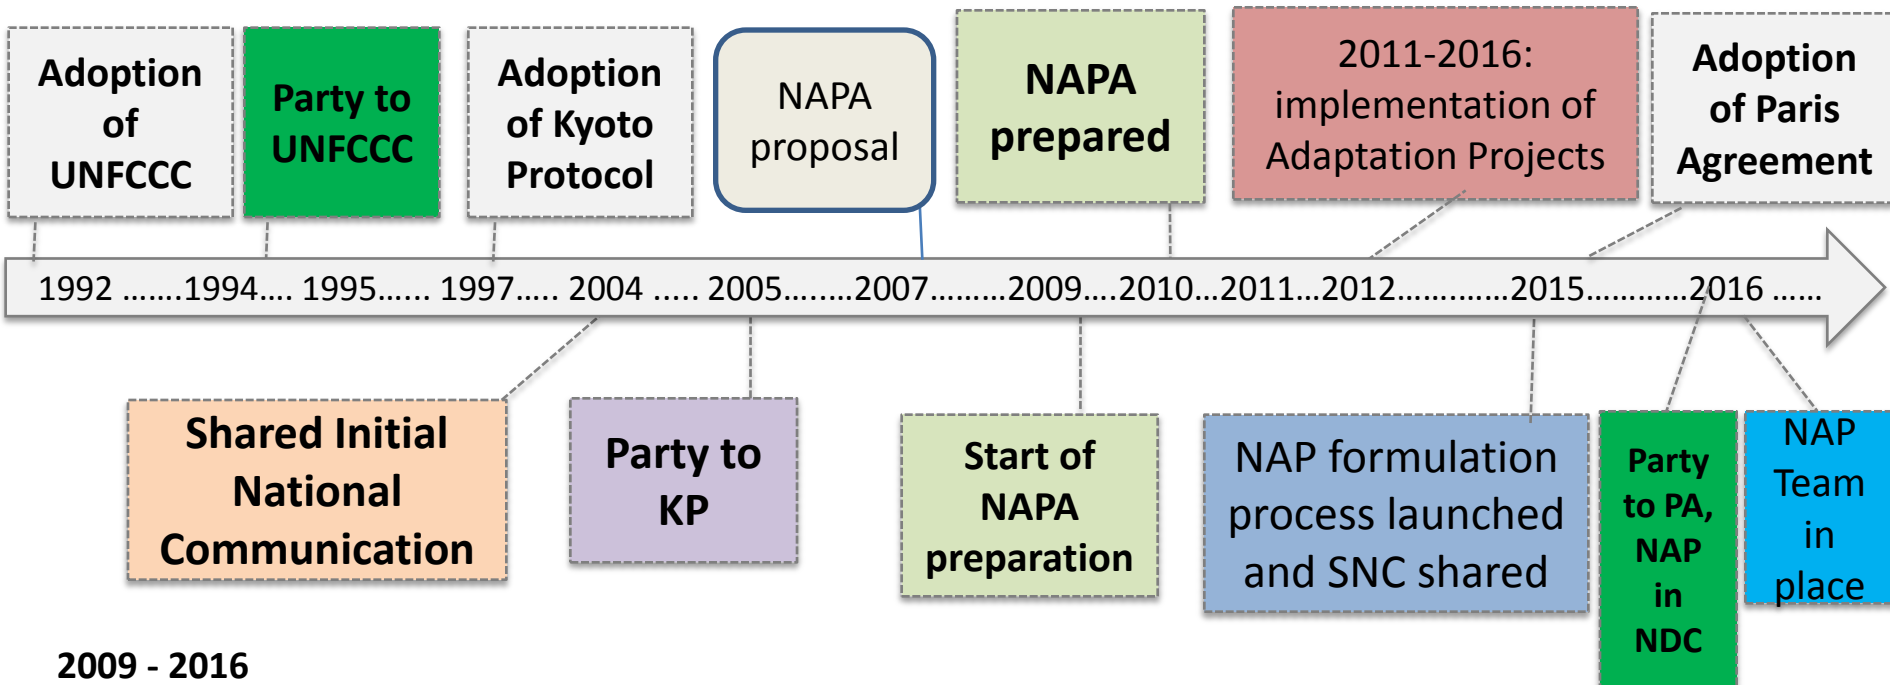 Adoption
of
UNFCCC
Party to
UNFCCC
Adoption
of Kyoto
Protocol
NAPA
proposal
NAPA
prepared
2011-2016:
implementation of
Adaptation Projects
Adoption
of Paris
Agreement
1992 .......1994.... 1995...... 1997..... 2004 ..... 2005.......2007.........2009....2010...2011...2012............2015............2016 ......
Shared Initial
National
Communication
Party to
KP
Start of
NAPA
preparation
NAP formulation
process launched
and SNC shared
Party
to PA,
NAP
in
NDC
NAP
Team
in
place
2009 - 2016